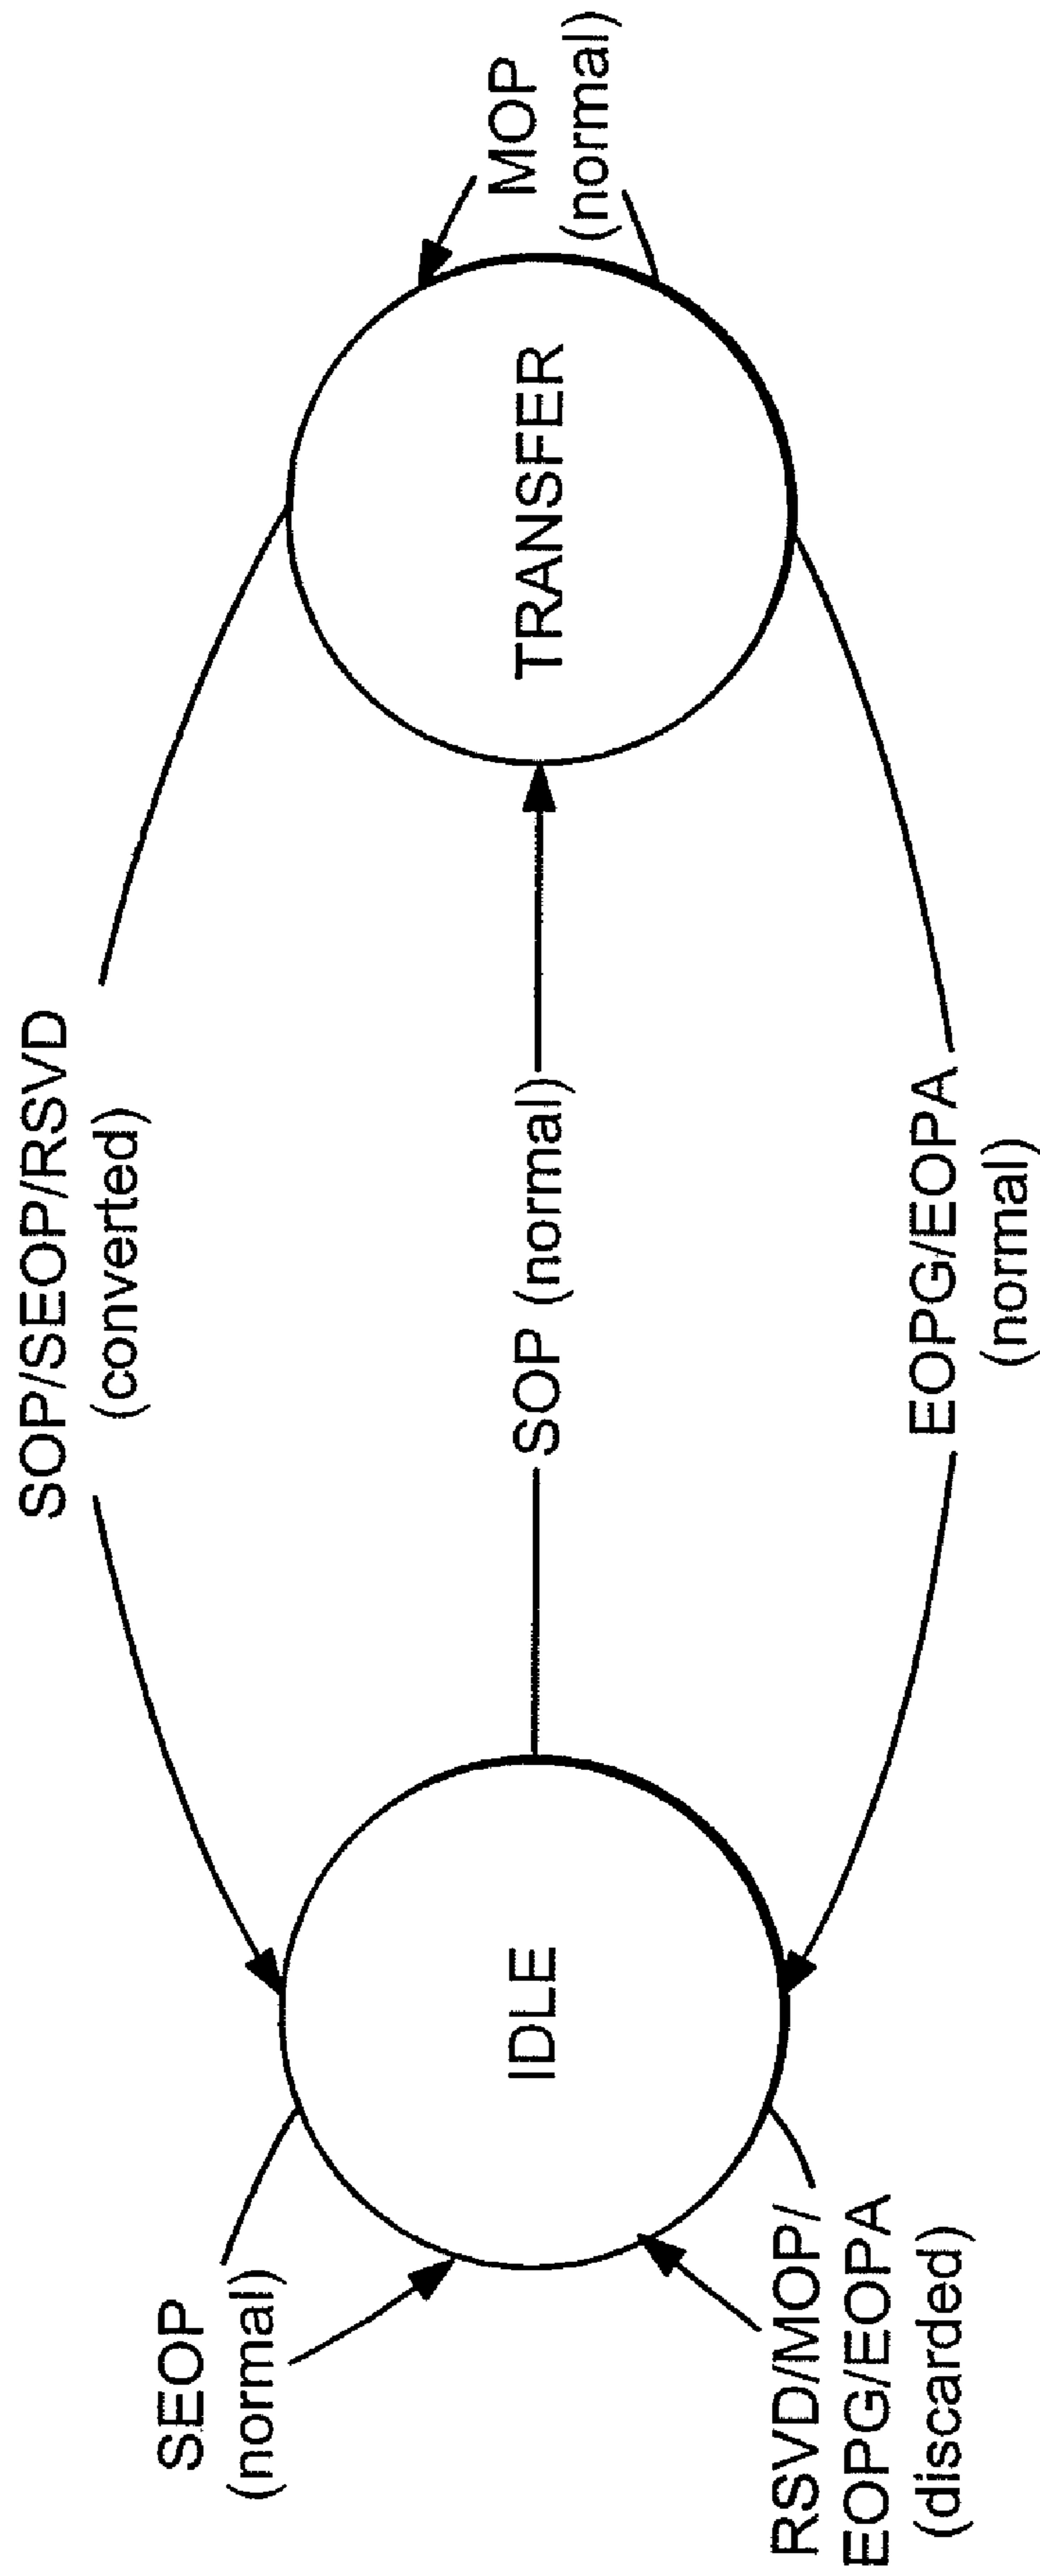 SOP/SEOP/RSVD
(converted)
SEOP
(normal)
IDLE
SOP (normal)
TRANSFER
MOP
(normal)
RSVD/MOP/
EOPG/EOPA
(discarded)
EOPG/EOPA
(normal)